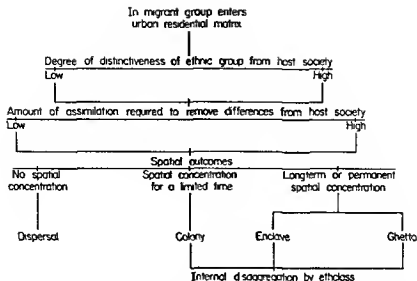 In migrant group enters
urban residential matrix
Degree of distinctiveness of ethnic group from host society
Low High
Amount of assimilation required to remove differences from host society
Low High
Spatial outcomes
No spatial concentration
Spatial concentration for a limited time
Longterm or permanent spatial concentration
Dispersal Colony Enclave Ghetto
Internal disaggregation by ethclass